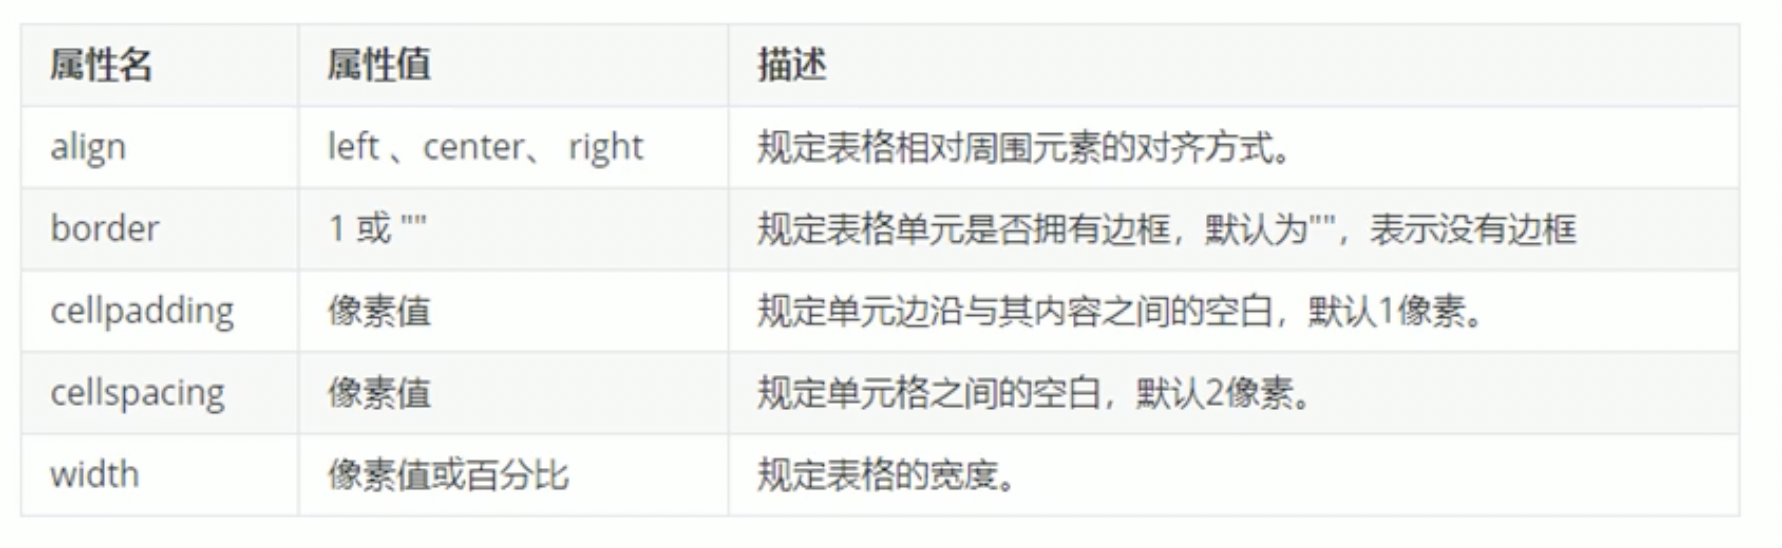 属性名 属性值 描述
align left 、center、 right 规定表格相对周围元素的对齐方式。
border 1 或 "" 规定表格单元是否拥有边框，默认为""，表示没有边框
cellpadding 像素值 规定单元边沿与其内容之间的空白，默认1像素。
cellspacing 像素值 规定单元格之间的空白，默认2像素。
width 像素值或百分比 规定表格的宽度。